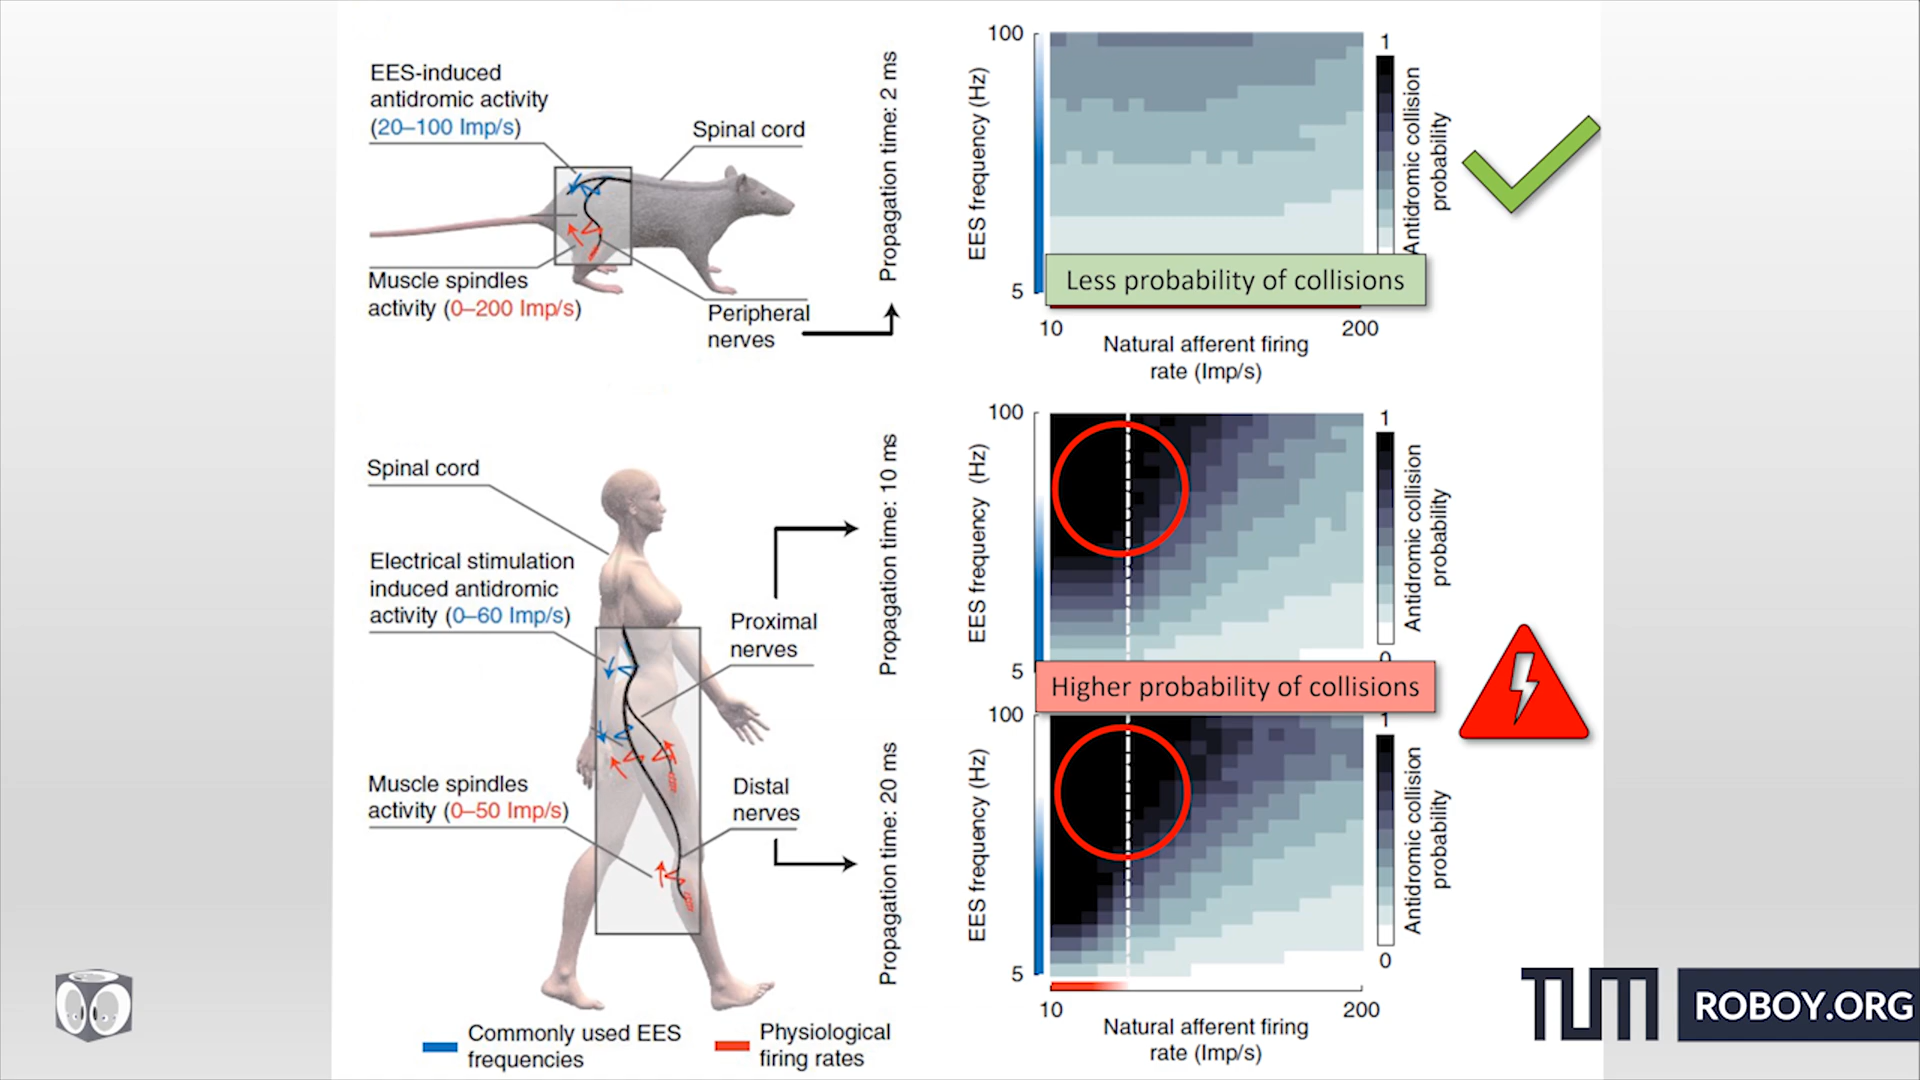 EES-induced
antidromic activity
(20–100 Imp/s)
Spinal cord
Muscle spindles
activity (0–200 Imp/s)
Peripheral
nerves
Propagation time: 2 ms
100
EES frequency (Hz)
5
1
Antidromic collision
probability
Less probability of collisions
10
200
Natural afferent firing
rate (Imp/s)
Spinal cord
Electrical stimulation
induced antidromic
activity (0–60 Imp/s)
Proximal
nerves
Muscle spindles
activity (0–50 Imp/s)
Distal
nerves
Propagation time: 10 ms
Propagation time: 20 ms
100
EES frequency (Hz)
5
1
Antidromic collision
probability
0
Higher probability of collisions
100
EES frequency (Hz)
5
1
Antidromic collision
probability
0
10
200
Natural afferent firing
rate (Imp/s)
Commonly used EES
frequencies
Physiological
firing rates
TUM
ROBOY.ORG